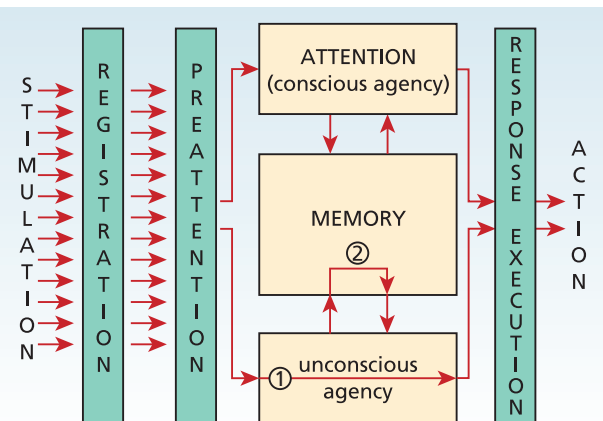 STIMULATION
REGISTRATION
PREATTENTION
ATTENTION
(conscious agency)
MEMORY
②
① unconscious
agency
RESPONSE EXECUTION
ACTION